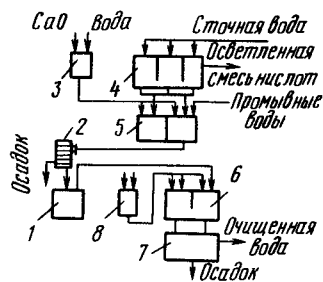 CaO Вода
Сточная вода
Осветленная
смесь кислот
Промывные
воды
3
4
5
2
Осадок
1
8
6
7
Очищенная
вода
Осадок